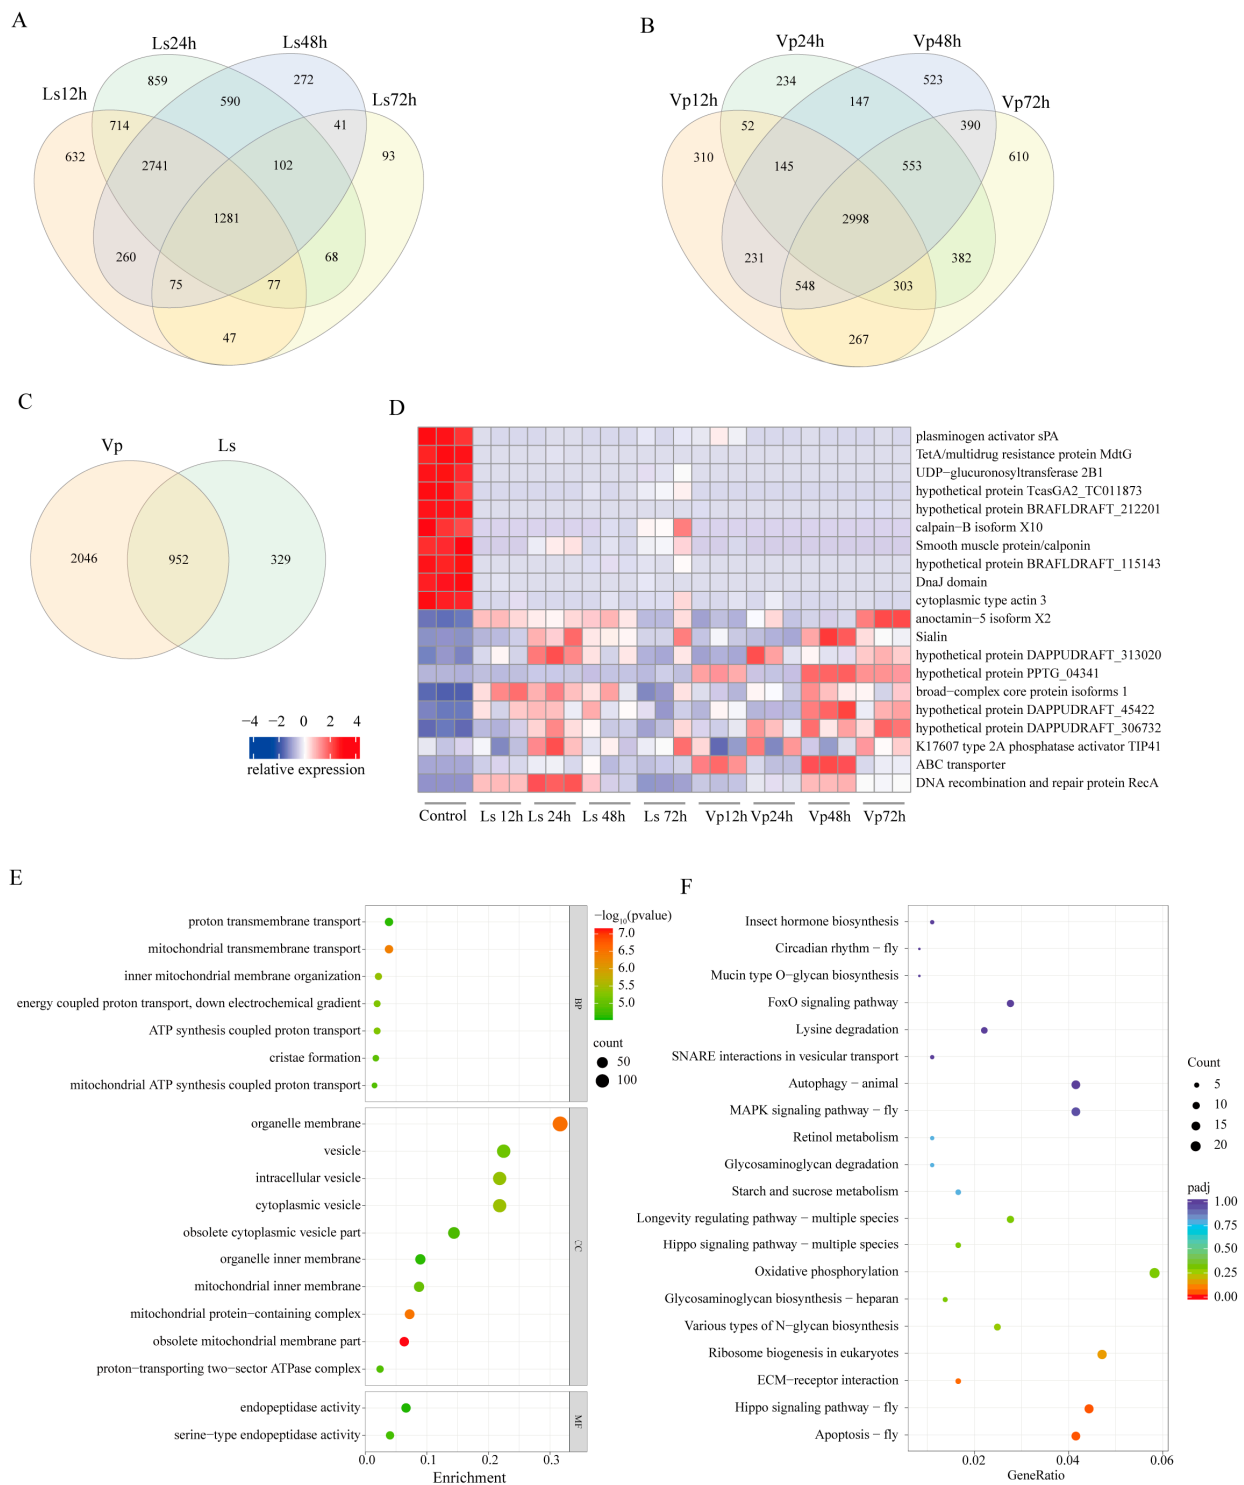 A
Ls24h
Ls48h
Ls12h
Ls72h
859
590
272
714
41
632
2741
102
93
1281
260
68
75
77
47
B
Vp24h
Vp48h
Vp12h
Vp72h
234
147
523
52
390
310
145
553
610
2998
231
382
548
303
267
C
Vp
Ls
2046
952
329
−4 −2 0 2 4
relative expression
D
plasminogen activator sPA
TetA/multidrug resistance protein MdtG
UDP−glucuronosyltransferase 2B1
hypothetical protein TcasGA2_TC011873
hypothetical protein BRAFLDRAFT_212201
calpain−B isoform X10
Smooth muscle protein/calponin
hypothetical protein BRAFLDRAFT_115143
DnaJ domain
cytoplasmic type actin 3
anoctamin−5 isoform X2
Sialin
hypothetical protein DAPPUDRAFT_313020
hypothetical protein PPTG_04341
broad−complex core protein isoforms 1
hypothetical protein DAPPUDRAFT_45422
hypothetical protein DAPPUDRAFT_306732
K17607 type 2A phosphatase activator TIP41
ABC transporter
DNA recombination and repair protein RecA
Control Ls 12h Ls 24h Ls 48h Ls 72h Vp12h Vp24h Vp48h Vp72h
E
proton transmembrane transport
mitochondrial transmembrane transport
inner mitochondrial membrane organization
energy coupled proton transport, down electrochemical gradient
ATP synthesis coupled proton transport
cristae formation
mitochondrial ATP synthesis coupled proton transport
BP
organelle membrane
vesicle
intracellular vesicle
cytoplasmic vesicle
obsolete cytoplasmic vesicle part
organelle inner membrane
mitochondrial inner membrane
mitochondrial protein−containing complex
obsolete mitochondrial membrane part
proton−transporting two−sector ATPase complex
CC
endopeptidase activity
serine−type endopeptidase activity
MF
0.0 0.1 0.2 0.3
Enrichment
−log10(pvalue)
7.0
6.5
6.0
5.5
5.0
count
50
100
F
Insect hormone biosynthesis
Circadian rhythm − fly
Mucin type O−glycan biosynthesis
FoxO signaling pathway
Lysine degradation
SNARE interactions in vesicular transport
Autophagy − animal
MAPK signaling pathway − fly
Retinol metabolism
Glycosaminoglycan degradation
Starch and sucrose metabolism
Longevity regulating pathway − multiple species
Hippo signaling pathway − multiple species
Oxidative phosphorylation
Glycosaminoglycan biosynthesis − heparan
Various types of N−glycan biosynthesis
Ribosome biogenesis in eukaryotes
ECM−receptor interaction
Hippo signaling pathway − fly
Apoptosis − fly
0.02 0.04 0.06
GeneRatio
Count
5
10
15
20
padj
1.00
0.75
0.50
0.25
0.00